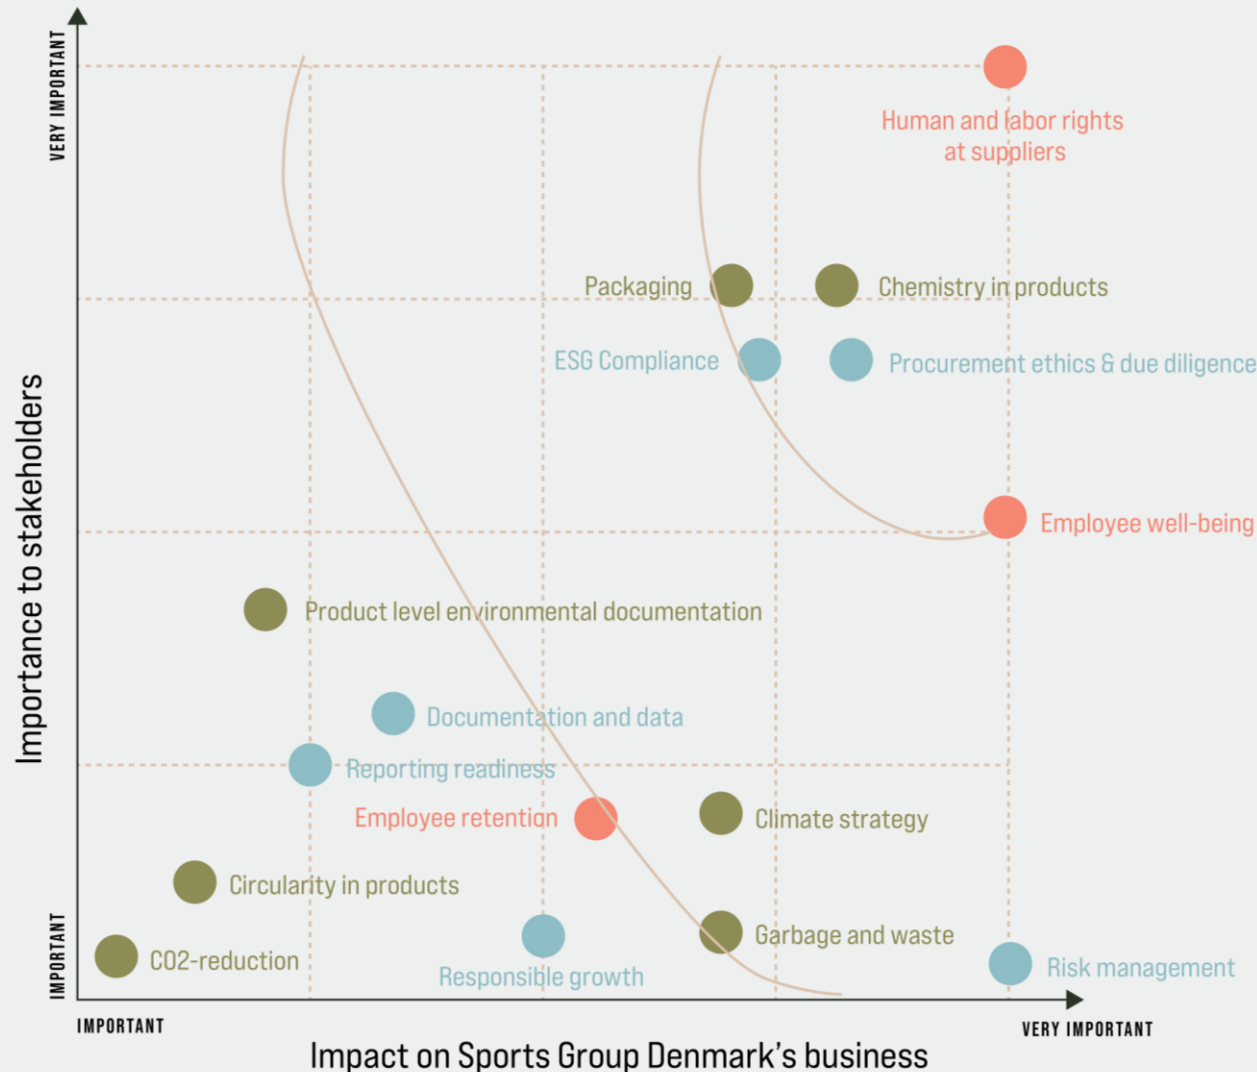 VERY IMPORTANT
Human and labor rights
at suppliers
Packaging
Chemistry in products
ESG Compliance
Procurement ethics & due diligence
Importance to stakeholders
Employee well-being
Product level environmental documentation
Documentation and data
Reporting readiness
Employee retention
Climate strategy
Circularity in products
Garbage and waste
CO2-reduction
Responsible growth
Risk management
IMPORTANT
IMPORTANT
VERY IMPORTANT
Impact on Sports Group Denmark's business